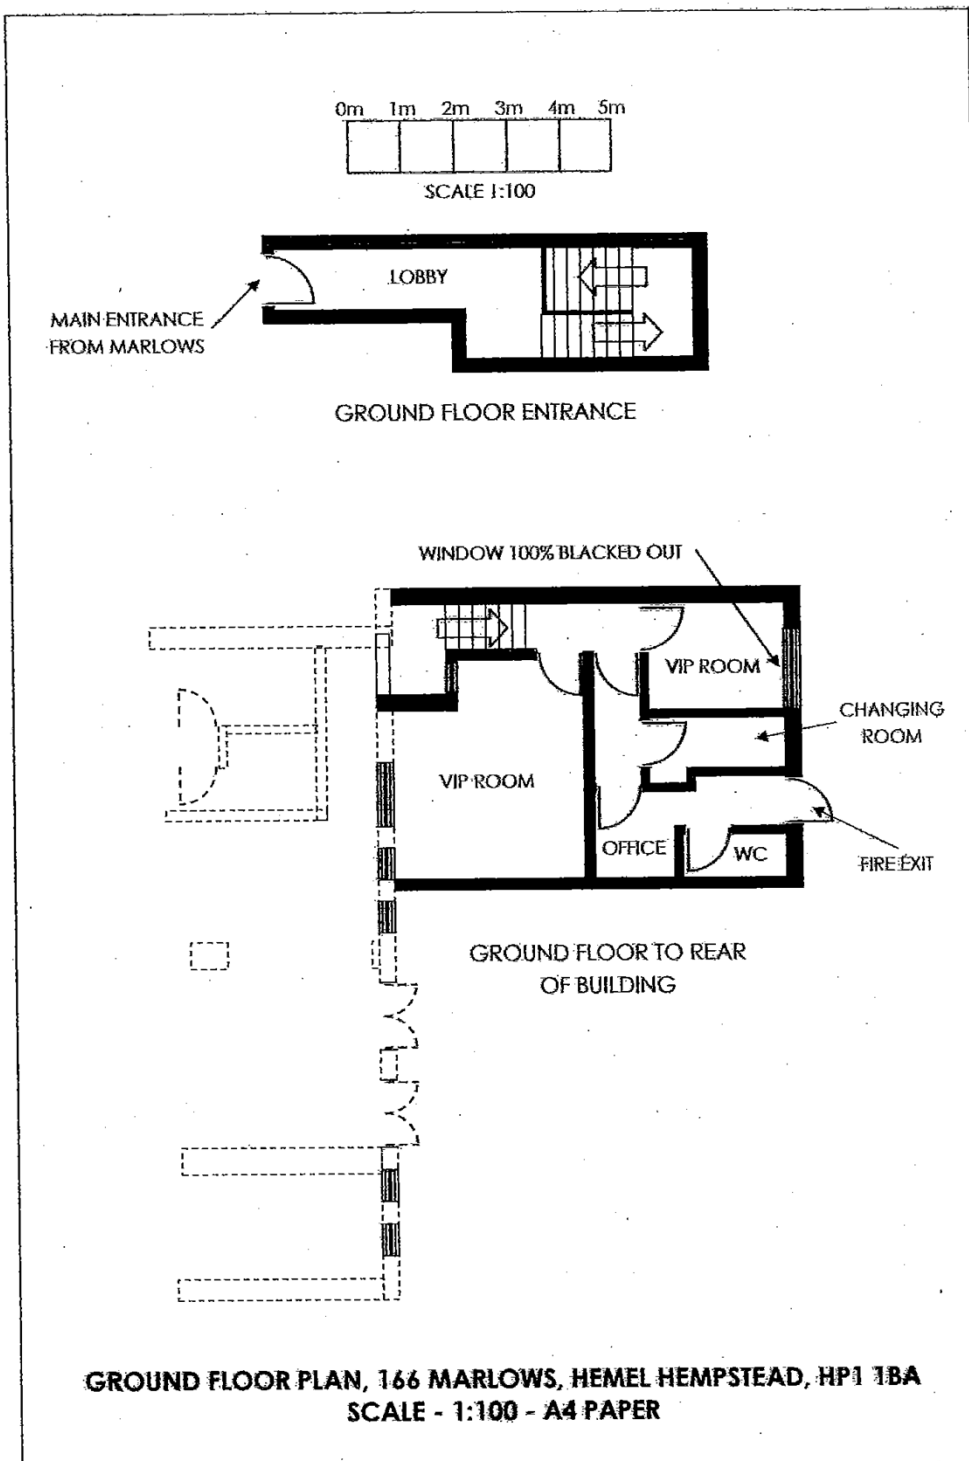 0m 1m 2m 3m 4m 5m
SCALE 1:100
LOBBY
MAIN ENTRANCE
FROM MARLOWS
GROUND FLOOR ENTRANCE
WINDOW 100% BLACKED OUT
VIP ROOM
CHANGING
ROOM
VIP ROOM
OFFICE
WC
FIRE EXIT
GROUND FLOOR TO REAR
OF BUILDING
GROUND FLOOR PLAN, 166 MARLOWS, HEMEL HEMPSTEAD, HP1 1BA
SCALE - 1:100 - A4 PAPER